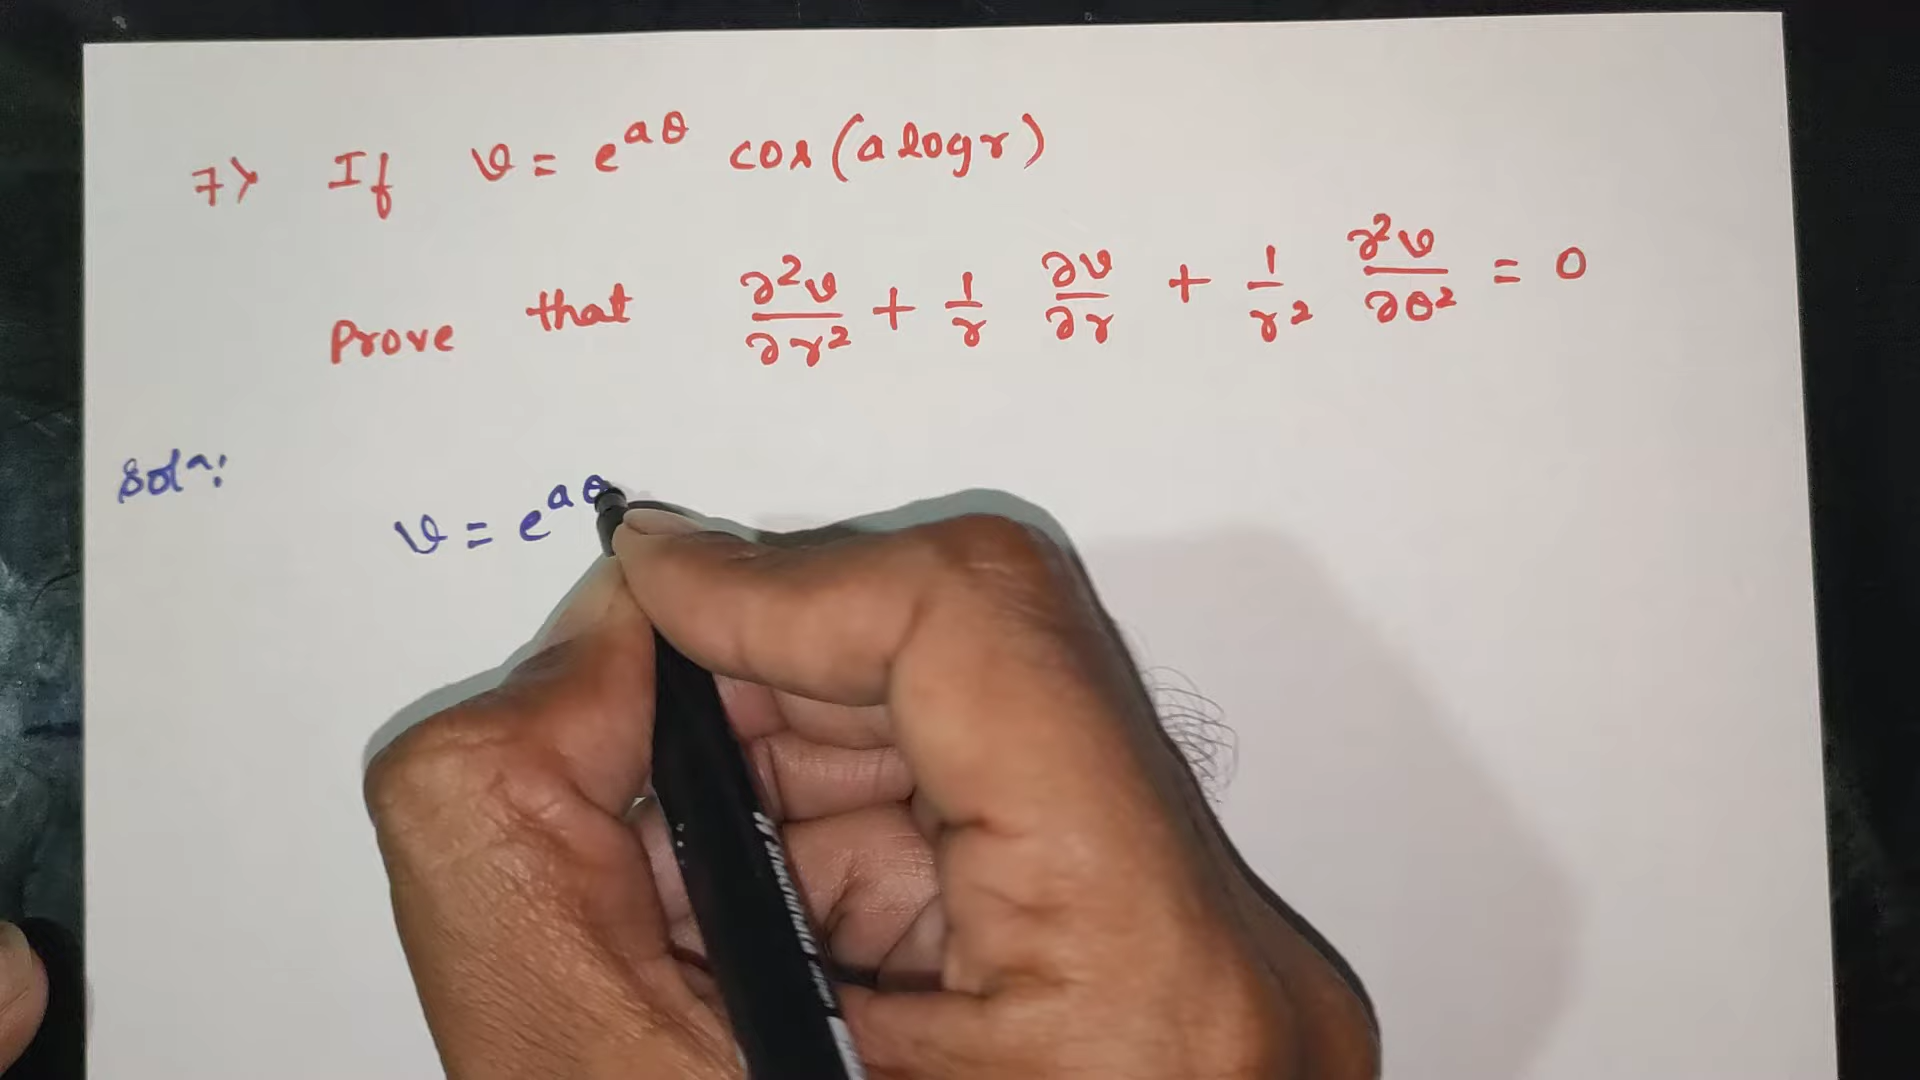 7> If v = e^{aθ} cos(a log r)
Prove that ∂²v/∂r² + 1/r ∂v/∂r + 1/r² ∂²v/∂θ² = 0
Solⁿ:
v = e^{aθ}